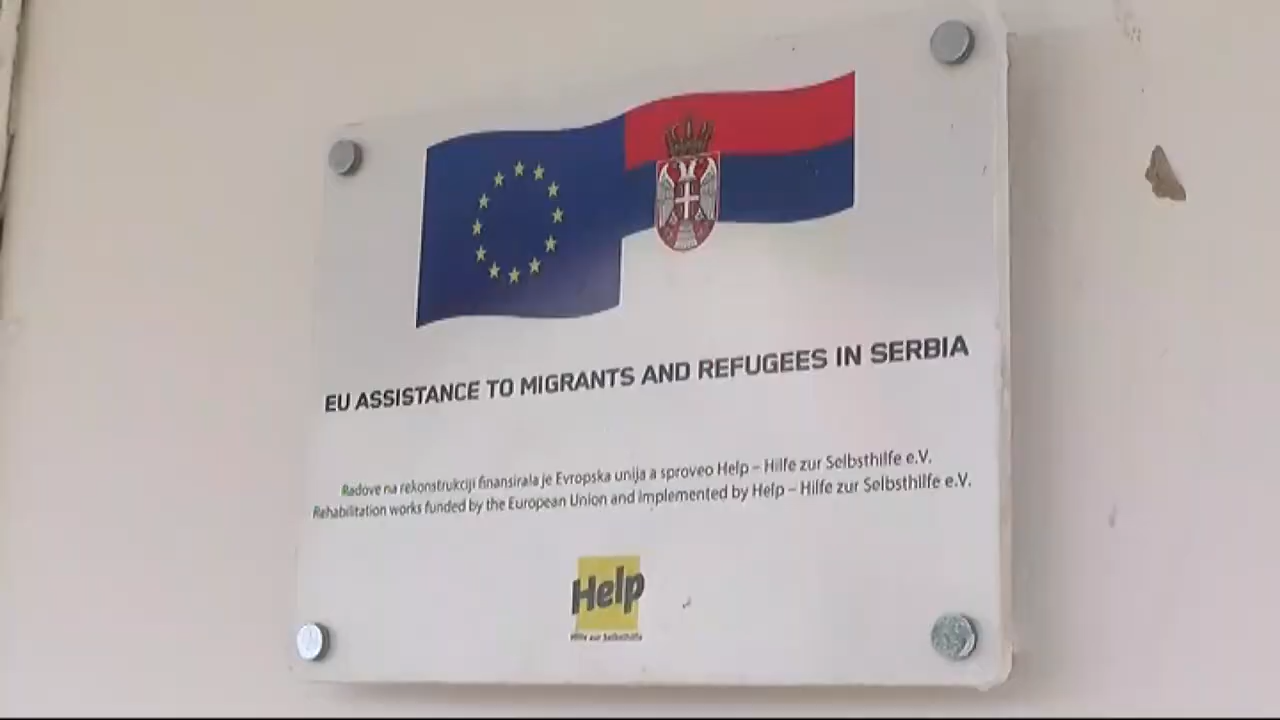 EU ASSISTANCE TO MIGRANTS AND REFUGEES IN SERBIA
Radove na rekonstrukciji finansirala je Evropska unija a sproveo Help – Hilfe zur Selbsthilfe e.V.
Rehabilitation works funded by the European Union and implemented by Help – Hilfe zur Selbsthilfe e.V.
Help
Hilfe zur Selbsthilfe